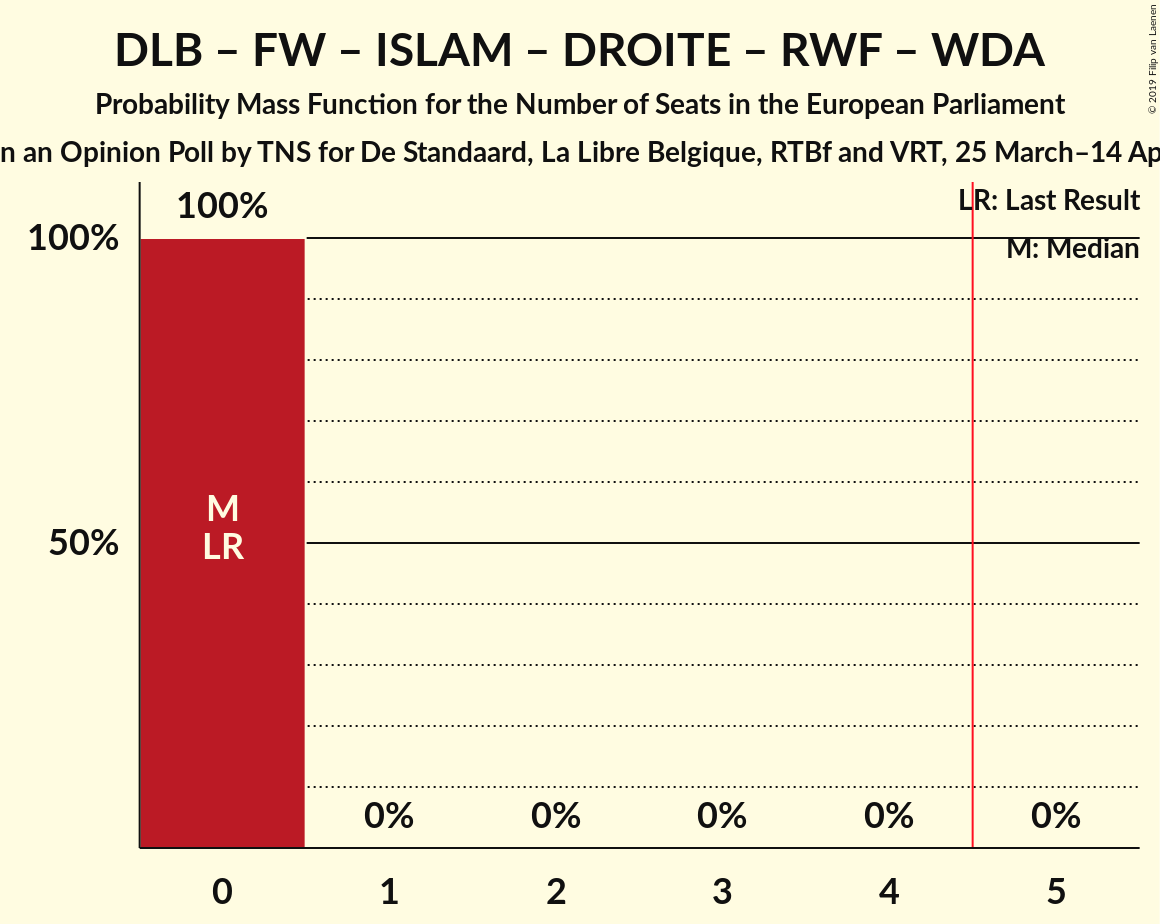 DLB – FW – ISLAM – DROITE – RWF – WDA
Probability Mass Function for the Number of Seats in the European Parliament
n an Opinion Poll by TNS for De Standaard, La Libre Belgique, RTBf and VRT, 25 March–14 Ap
© 2019 Filip van Laenen
LR: Last Result
M: Median
100%
100%
50%
M
LR
0% 0% 0% 0% 0%
0 1 2 3 4 5